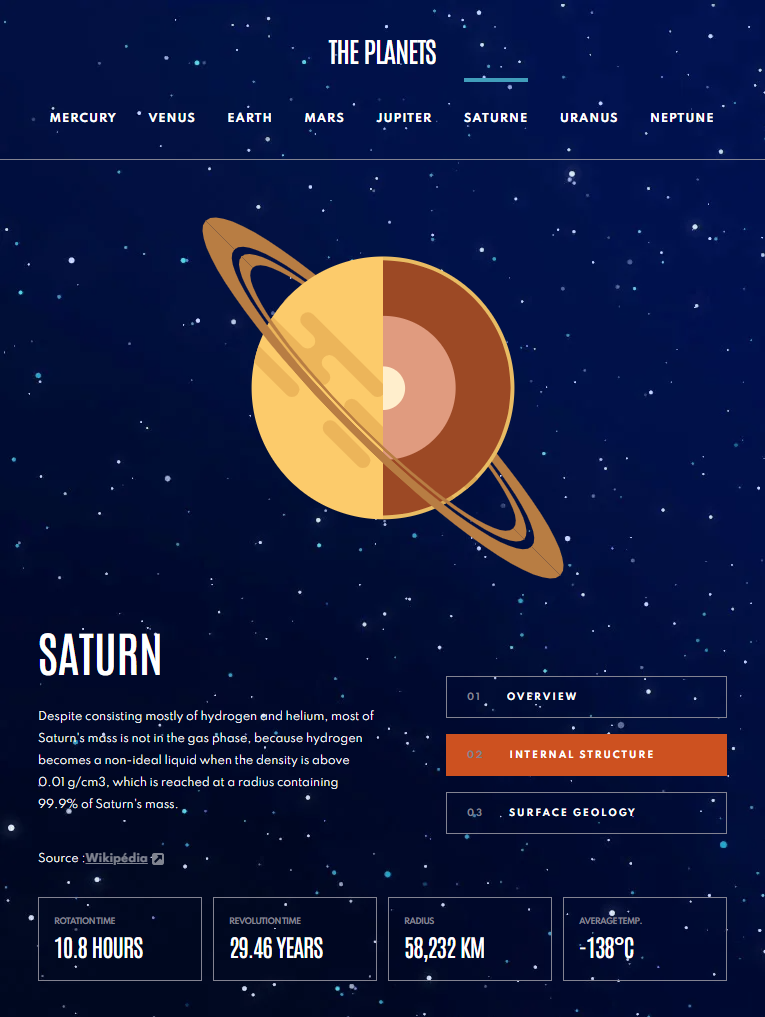 THE PLANETS
MERCURY VENUS EARTH MARS JUPITER SATURNE URANUS NEPTUNE
SATURN
Despite consisting mostly of hydrogen and helium, most of
Saturn's mass is not in the gas phase, because hydrogen
becomes a non-ideal liquid when the density is above
0.01 g/cm3, which is reached at a radius containing
99.9% of Saturn's mass.
Source :Wikipédia
01 OVERVIEW
02 INTERNAL STRUCTURE
03 SURFACE GEOLOGY
ROTATION TIME
10.8 HOURS
REVOLUTION TIME
29.46 YEARS
RADIUS
58,232 KM
AVERAGE TEMP.
-138°C